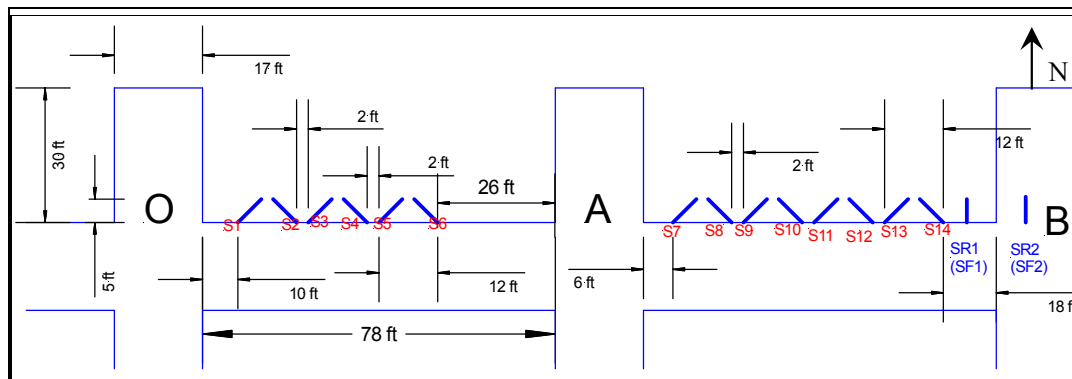 N
17 ft
2 ft
2 ft
12 ft
30 ft
2 ft
26 ft
O
A
B
S1
S2
S3
S4
S5
S6
S7
S8
S9
S10
S11
S12
S13
S14
SR1
(SF1)
SR2
(SF2)
5 ft
10 ft
12 ft
6 ft
18 ft
78 ft